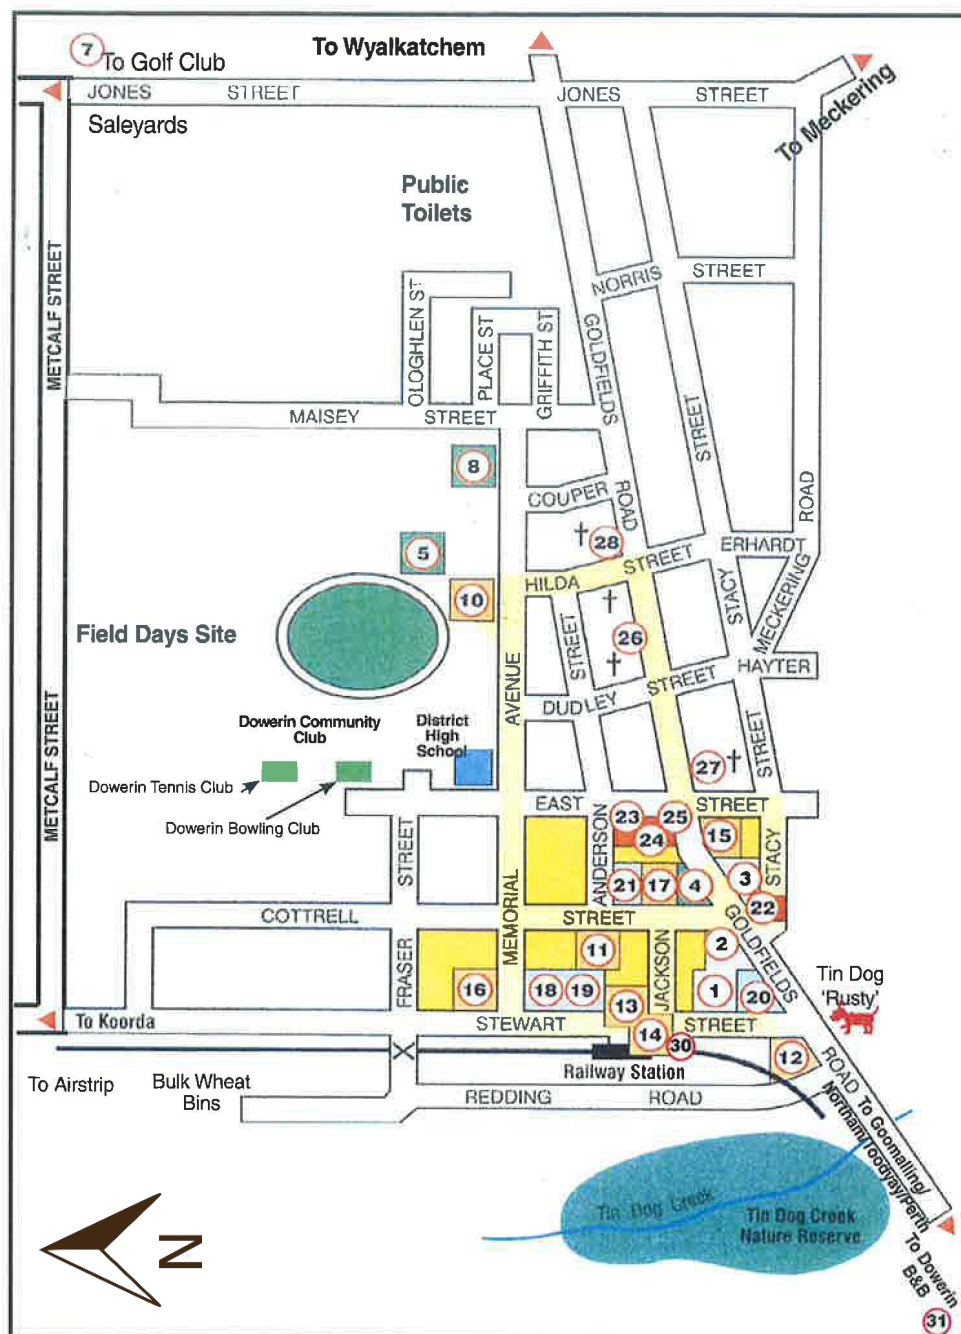 7
To Golf Club
To Wyalkatchem
JONES STREET
JONES STREET
To Meckering
Saleyards
Public
Toilets
METCALF STREET
NORRIS STREET
OLOGHLEN ST
PLACE ST
GRIFFITH ST
GOLDFIELDS
ROAD
MAISEY STREET
STREET
8
COUPER
ROAD
5
28
HILDA STREET
ERHARDT
10
STACY
MECKERING
Field Days Site
26
STREET
HAYTER
AVENUE
DUDLEY STREET
METCALF STREET
Dowerin Community
Club
District
High
School
27
STREET
Dowerin Tennis Club
Dowerin Bowling Club
EAST STREET
23
25
24
15
STREET
ANDERSON
STACY
21
17
4
3
22
MEMORIAL
COTTRELL STREET
GOLDFIELDS
FRASER
11
2
JACKSON
Tin Dog
'Rusty'
16
18
19
13
1
20
To Koorda
STEWART STREET
14
30
12
ROAD
To Airstrip
Bulk Wheat
Bins
Railway Station
REDDING ROAD
To Goomalling/
Northam/Toodyay/Perth
Tin Dog Creek
Tin Dog Creek
Nature Reserve
To Dowerin
B&B
31
N